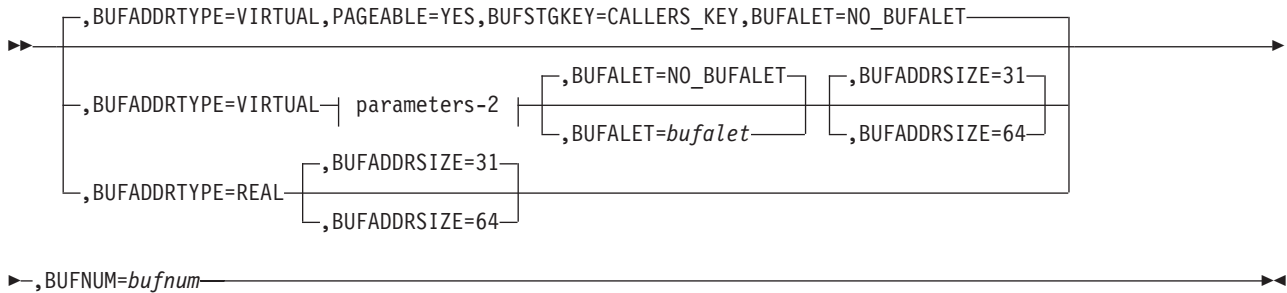 ,BUFADDRTYPE=VIRTUAL,PAGEABLE=YES,BUFSTGKEY=CALLERS_KEY,BUFALET=NO_BUFALET
,BUFALET=NO_BUFALET ,BUFADDRSIZE=31
,BUFADDRTYPE=VIRTUAL parameters-2
,BUFALET=bufalet ,BUFADDRSIZE=64
,BUFADDRSIZE=31
,BUFADDRTYPE=REAL
,BUFADDRSIZE=64
,BUFNUM=bufnum